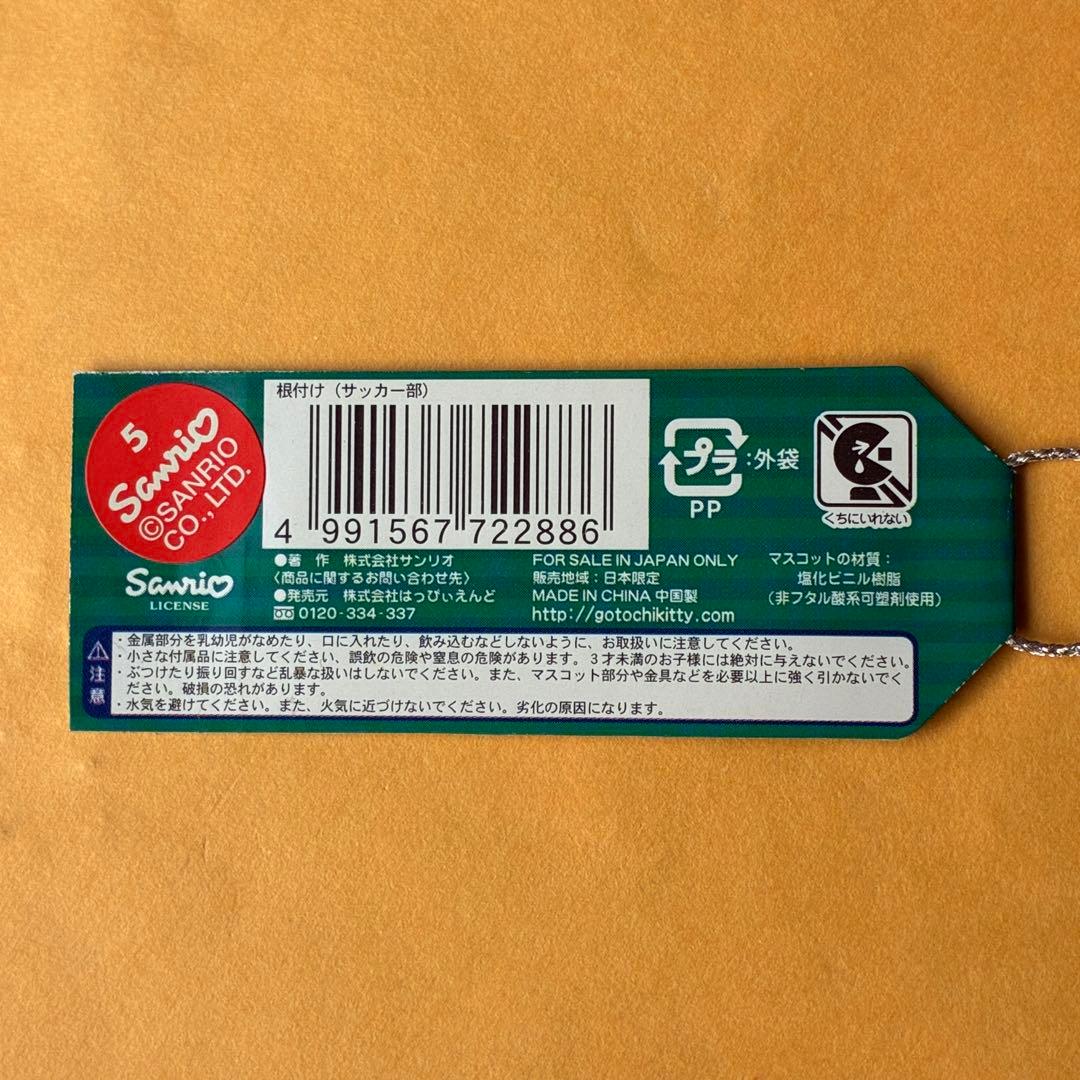 5
Sanrio
©SANRIO
CO.,LTD.
Sanrio
LICENSE
根付け（サッカー部）
4 991567 722886
プラ:外袋
PP
くちにいれない
●著 作 株式会社サンリオ
〈商品に関するお問い合わせ先〉
●発売元 株式会社はっぴぃえんど
0120-334-337
FOR SALE IN JAPAN ONLY
販売地域：日本限定
MADE IN CHINA 中国製
http://gotochikitty.com
マスコットの材質：
塩化ビニル樹脂
（非フタル酸系可塑剤使用）
注意
・金属部分を乳幼児がなめたり、口に入れたり、飲み込むなどしないように、お取扱いに注意してください。
・小さな付属品に注意してください、誤飲の危険や窒息の危険があります。３才未満のお子様には絶対に与えないでください。
・ぶつけたり振り回すなど乱暴な扱いはしないでください。また、マスコット部分や金具などを必要以上に強く引かないでく
ださい。破損の恐れがあります。
・水気を避けてください。また、火気に近づけないでください。劣化の原因になります。